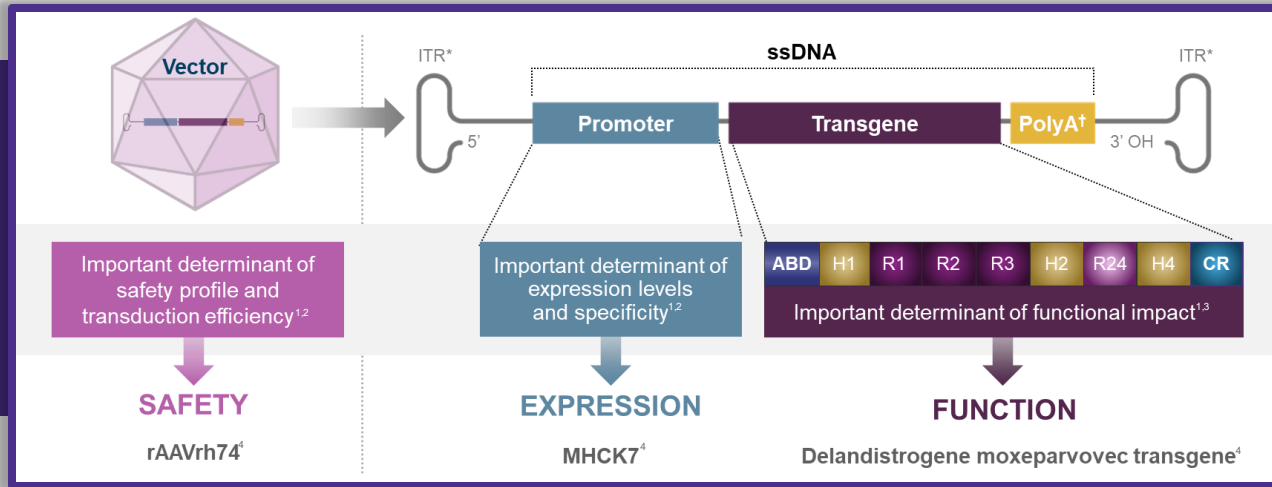 Vector
ITR*
ssDNA
ITR*
Promoter
Transgene
PolyA†
5'
3' OH
Important determinant of
safety profile and
transduction efficiency1,2
Important determinant of
expression levels
and specificity1,2
ABD H1 R1 R2 R3 H2 R24 H4 CR
Important determinant of functional impact1,3
SAFETY
EXPRESSION
FUNCTION
rAAVrh744
MHCK74
Delandistrogene moxeparvovec transgene4